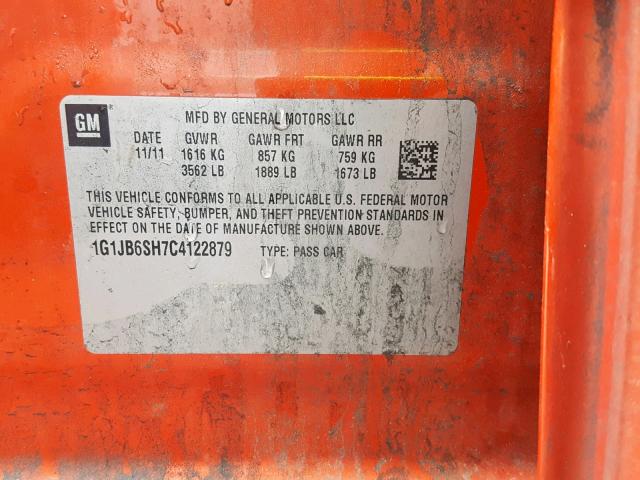 GM
MFD BY GENERAL MOTORS LLC
DATE GVWR GAWR FRT GAWR RR
11/11 1616 KG 857 KG 759 KG
3562 LB 1889 LB 1673 LB
THIS VEHICLE CONFORMS TO ALL APPLICABLE U.S. FEDERAL MOTOR
VEHICLE SAFETY, BUMPER, AND THEFT PREVENTION STANDARDS IN
EFFECT ON THE DATE OF MANUFACTURE SHOWN ABOVE.
1G1JB6SH7C4122879 TYPE: PASS CAR